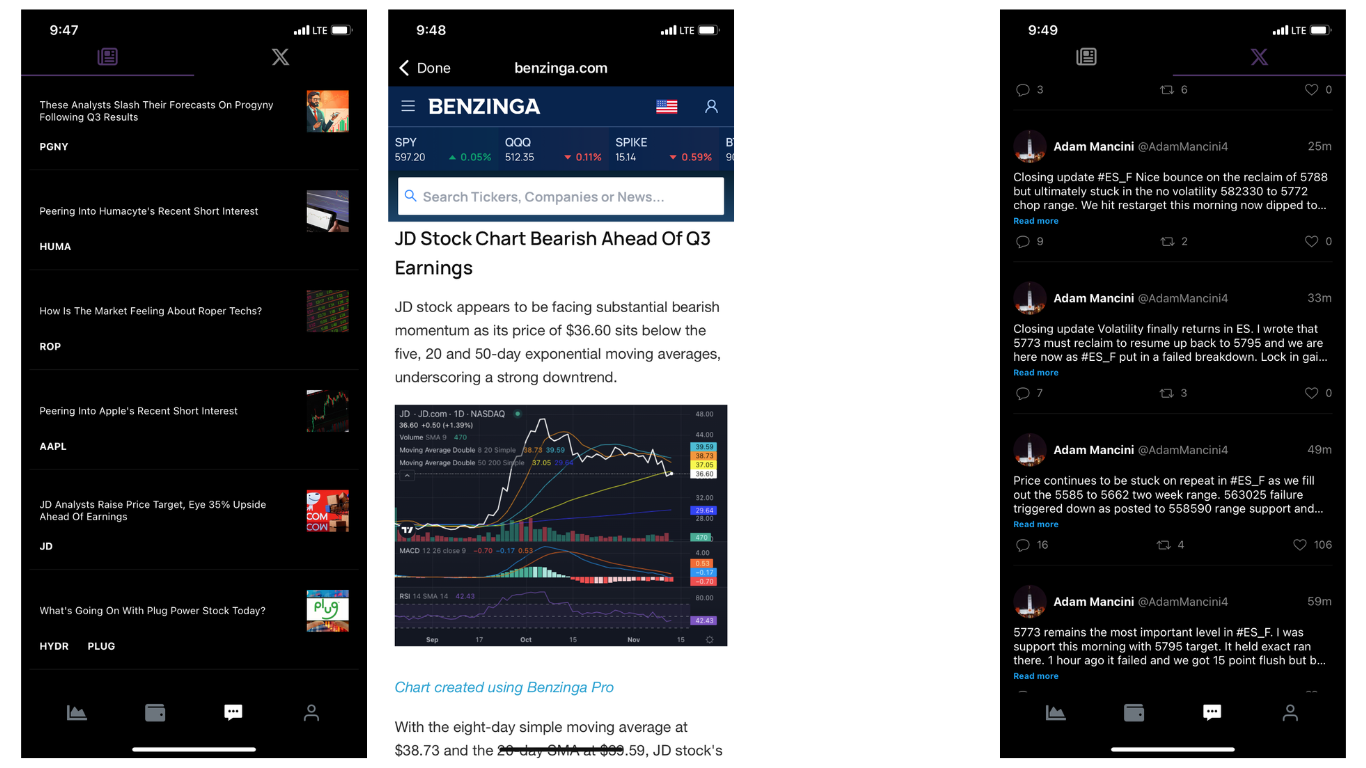 9:47
LTE
X
These Analysts Slash Their Forecasts On Progyny
Following Q3 Results
PGNY
Peering Into Humacyte's Recent Short Interest
HUMA
How Is The Market Feeling About Roper Techs?
ROP
Peering Into Apple's Recent Short Interest
AAPL
JD Analysts Raise Price Target, Eye 35% Upside
Ahead Of Earnings
COM
COM
JD
What's Going On With Plug Power Stock Today?
plug
HYDR PLUG
9:48
LTE
Done
benzinga.com
BENZINGA
SPY QQQ SPIKE
597.20 0.05% 512.35 0.11% 15.14 0.59%
Search Tickers, Companies or News...
JD Stock Chart Bearish Ahead Of Q3
Earnings
JD stock appears to be facing substantial bearish
momentum as its price of $36.60 sits below the
five, 20 and 50-day exponential moving averages,
underscoring a strong downtrend.
JD · JD.com · 1D · NASDAQ
36.60 +0.50 (+1.39%)
Volume SMA 9 470
Moving Average Double 8 20 Simple 38.73 39.59
Moving Average Double 50 200 Simple 37.05 29.64
48.00
44.00
39.59
38.73
37.05
36.60
32.00
29.64
28.00
470
MACD 12 26 close 9 −0.70 −0.17 0.53
4.00
0.53
−0.17
−0.70
RSI 14 SMA 14 42.43
80.00
42.43
Sep 17 Oct 15 Nov 15
Chart created using Benzinga Pro
With the eight-day simple moving average at
$38.73 and the 20-day SMA at $39.59, JD stock's
9:49
LTE
X
3 6 0
Adam Mancini @AdamMancini4 25m
Closing update #ES_F Nice bounce on the reclaim of 5788
but ultimately stuck in the no volatility 582330 to 5772
chop range. We hit restarget this morning now dipped to...
Read more
9 2 0
Adam Mancini @AdamMancini4 33m
Closing update Volatility finally returns in ES. I wrote that
5773 must reclaim to resume up back to 5795 and we are
here now as #ES_F put in a failed breakdown. Lock in gai...
Read more
7 3 0
Adam Mancini @AdamMancini4 49m
Price continues to be stuck on repeat in #ES_F as we fill
out the 5585 to 5662 two week range. 563025 failure
triggered down as posted to 558590 range support and...
Read more
16 4 106
Adam Mancini @AdamMancini4 59m
5773 remains the most important level in #ES_F. I was
support this morning with 5795 target. It held exact ran
there. 1 hour ago it failed and we got 15 point flush but b...
Read more